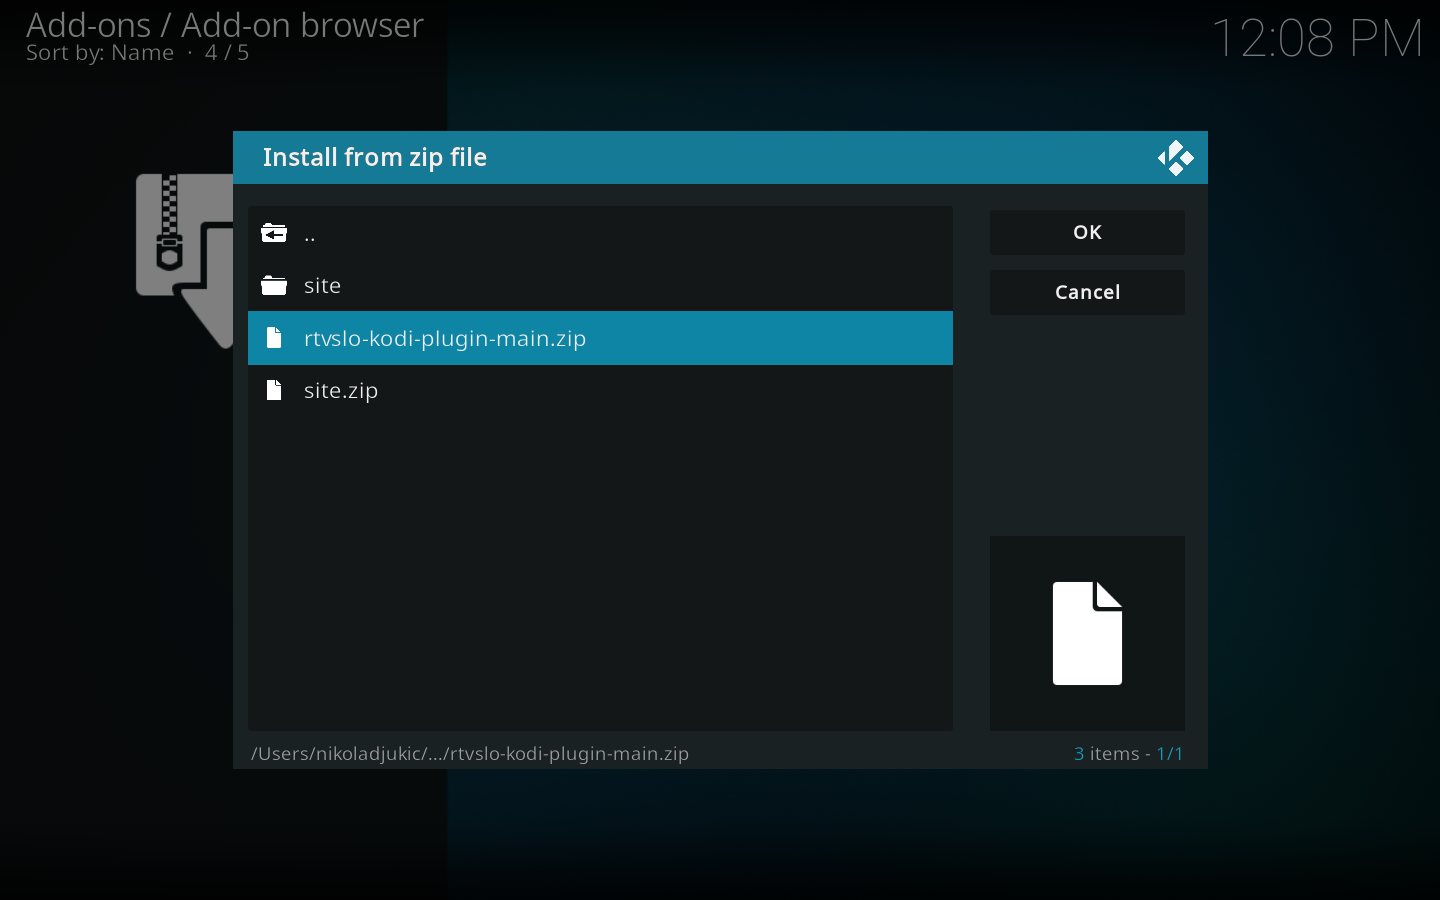 Add-ons / Add-on browser
Sort by: Name · 4 / 5
12:08 PM
Install from zip file
..
site
rtvslo-kodi-plugin-main.zip
site.zip
OK
Cancel
/Users/nikoladjukic/.../rtvslo-kodi-plugin-main.zip
3 items - 1/1